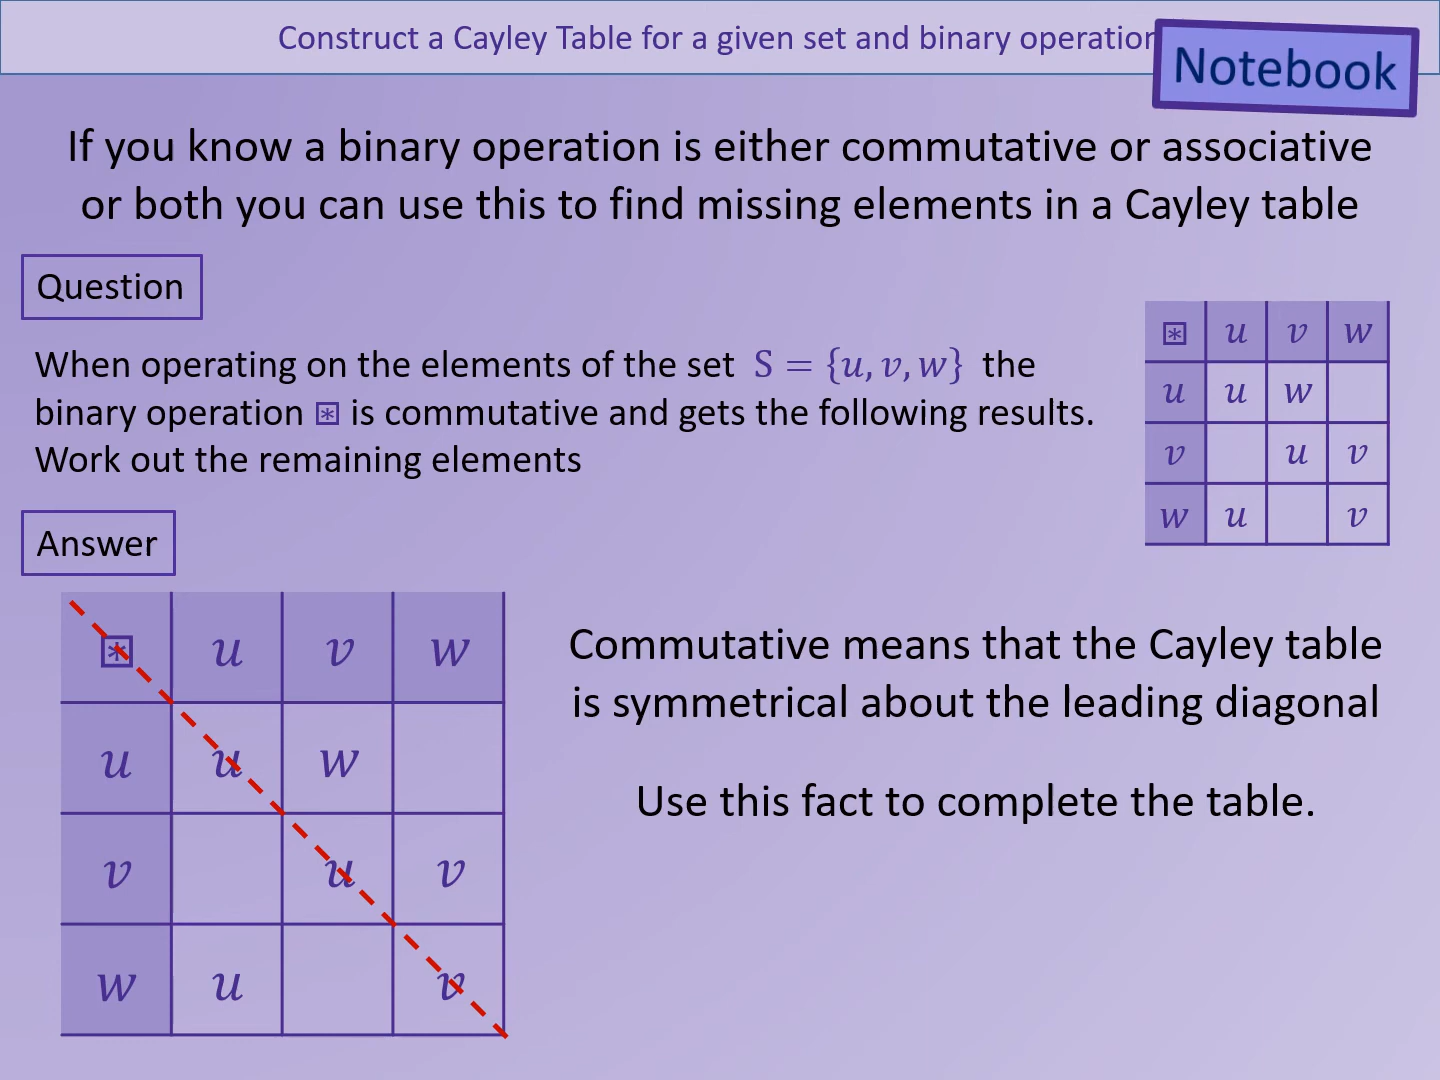 Construct a Cayley Table for a given set and binary operation
Notebook
If you know a binary operation is either commutative or associative
or both you can use this to find missing elements in a Cayley table
Question
When operating on the elements of the set S = {u, v, w} the
binary operation ⧆ is commutative and gets the following results.
Work out the remaining elements
⧆ u v w
u u w
v u v
w u v
Answer
⧆ u v w
u u w
v u v
w u v
Commutative means that the Cayley table
is symmetrical about the leading diagonal
Use this fact to complete the table.